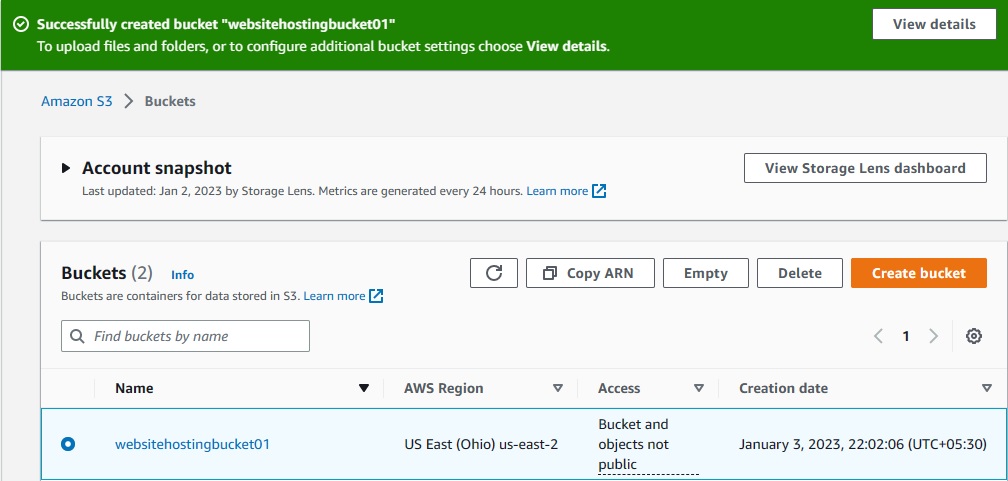 Successfully created bucket "websitehostingbucket01"
To upload files and folders, or to configure additional bucket settings choose View details.
View details
Amazon S3 > Buckets
Account snapshot
Last updated: Jan 2, 2023 by Storage Lens. Metrics are generated every 24 hours. Learn more
View Storage Lens dashboard
Buckets (2) Info
Buckets are containers for data stored in S3. Learn more
Copy ARN
Empty
Delete
Create bucket
Find buckets by name
1
Name AWS Region Access Creation date
websitehostingbucket01 US East (Ohio) us-east-2
Bucket and
objects not
public
January 3, 2023, 22:02:06 (UTC+05:30)